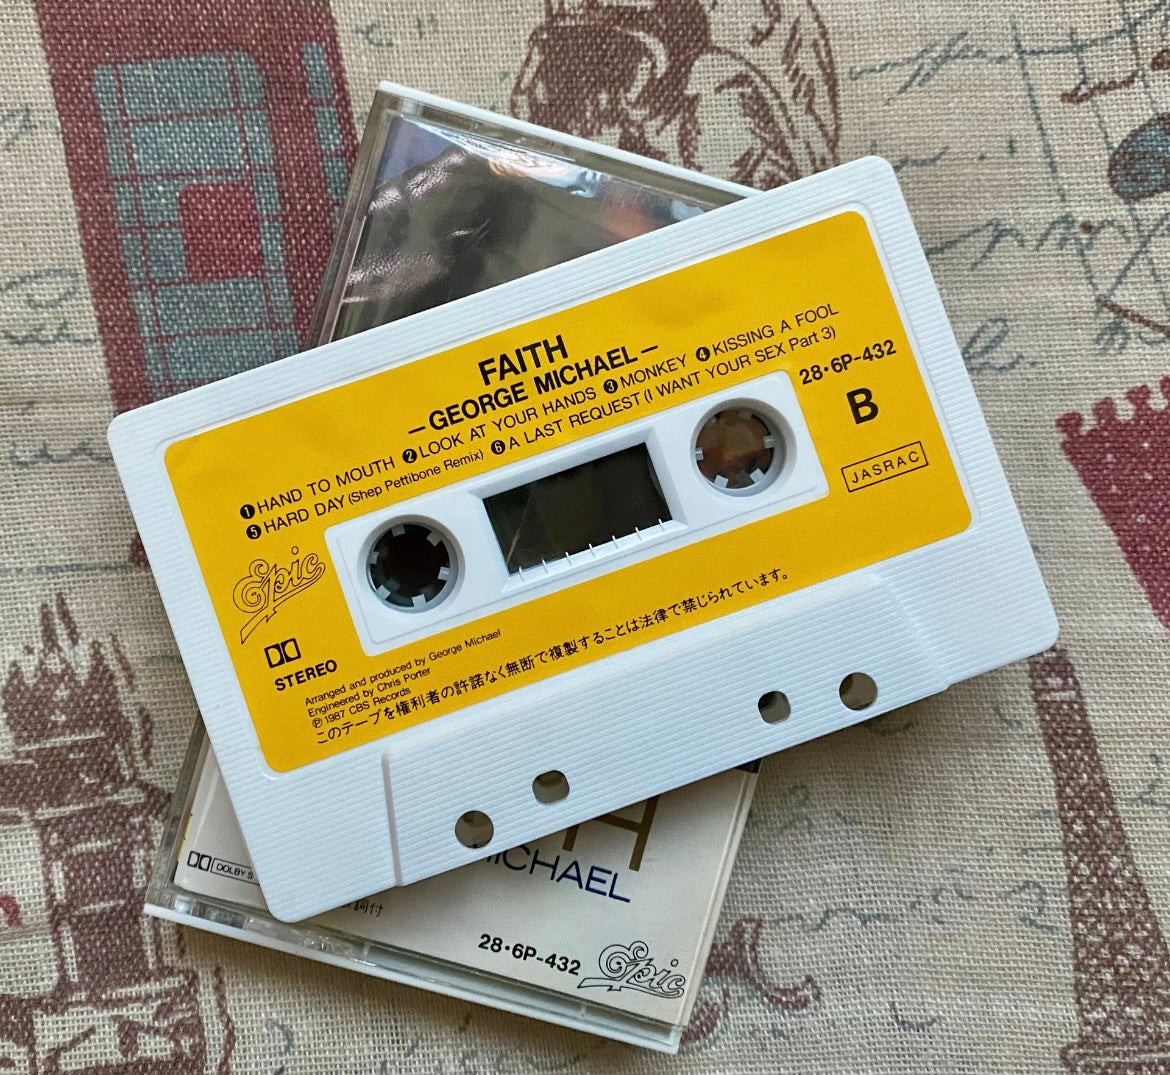 FAITH
—GEORGE MICHAEL—
❶HAND TO MOUTH ❷LOOK AT YOUR HANDS ❸MONKEY ❹KISSING A FOOL
❺HARD DAY (Shep Pettibone Remix) ❻A LAST REQUEST (I WANT YOUR SEX Part 3)
28・6P-432
B
JASRAC
Epic
STEREO
Arranged and produced by George Michael
Engineered by Chris Porter
℗1987 CBS Records
このテープを権利者の許諾なく無断で複製することは法律で禁じられています。
H
MICHAEL
DOLBY S
詞付
28・6P-432
Epic